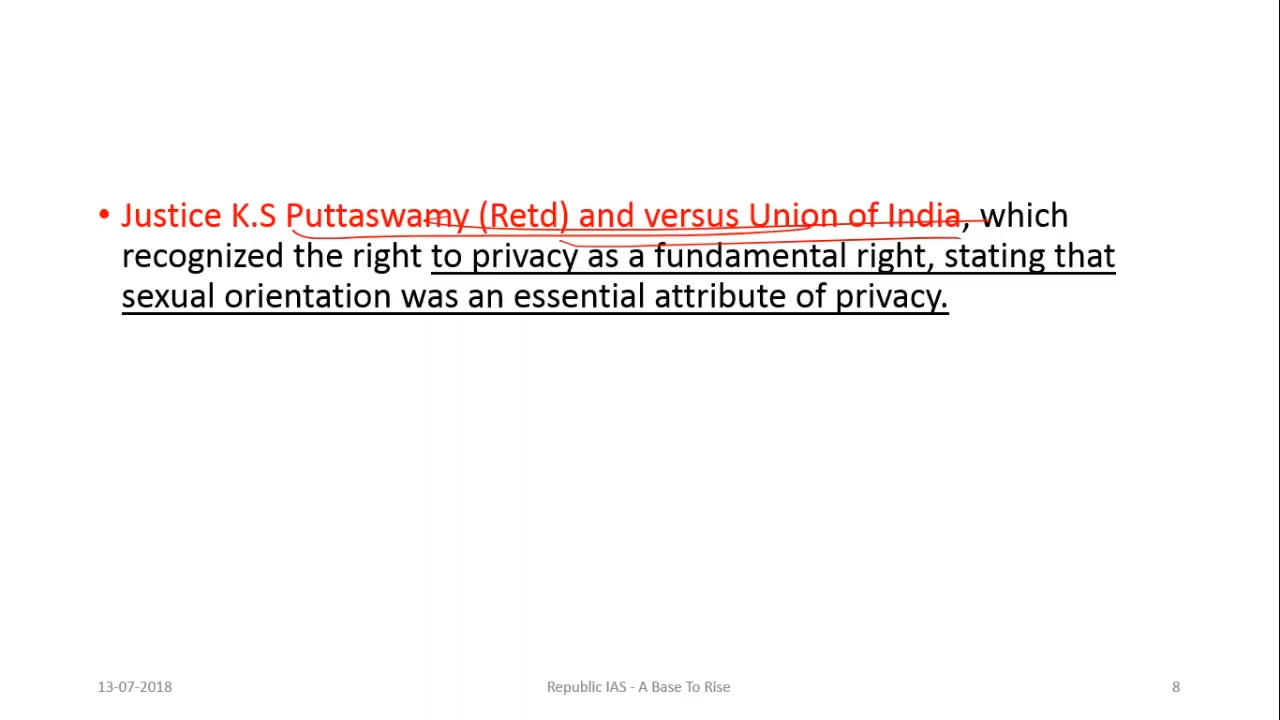 • Justice K.S Puttaswamy (Retd) and versus Union of India, which
recognized the right to privacy as a fundamental right, stating that
sexual orientation was an essential attribute of privacy.
13-07-2018
Republic IAS - A Base To Rise
8